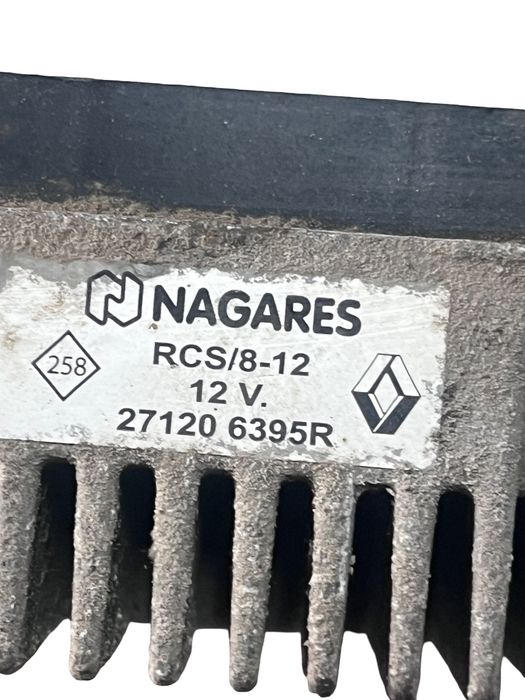 NAGARES
258
RCS/8-12
12 V.
27120 6395R